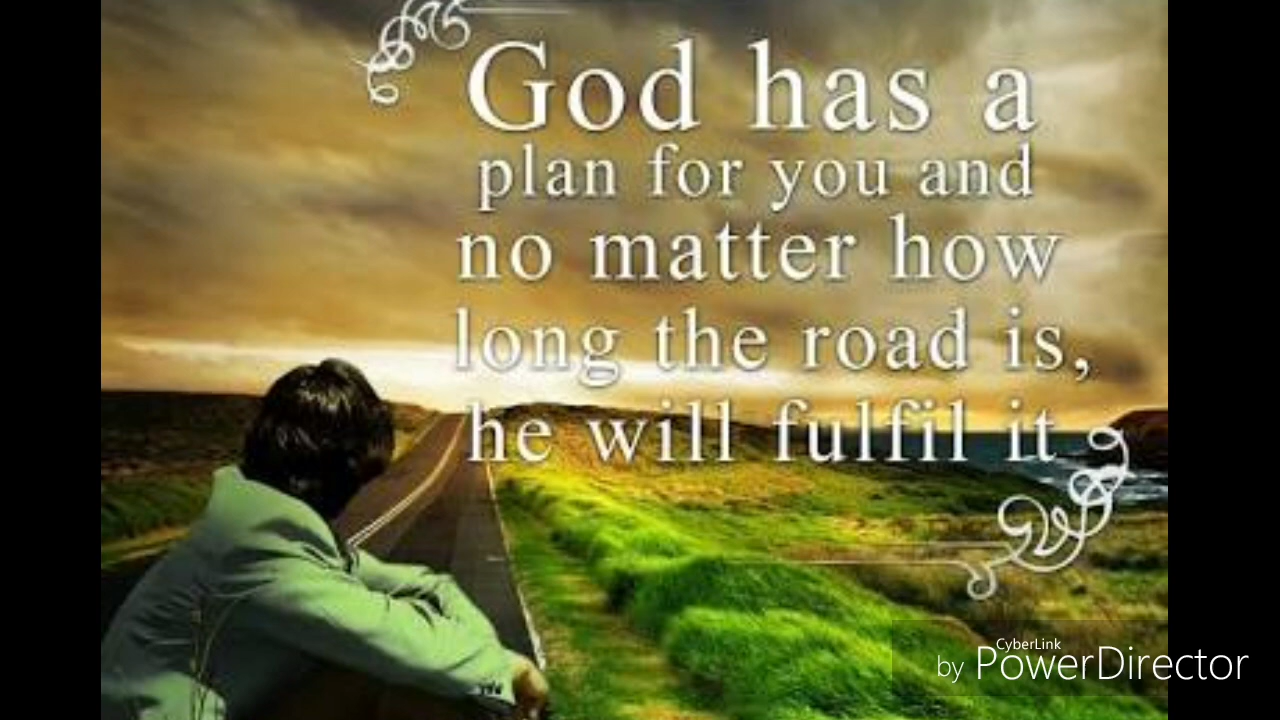 God has a
plan for you and
no matter how
long the road is,
he will fulfil it
CyberLink
by PowerDirector